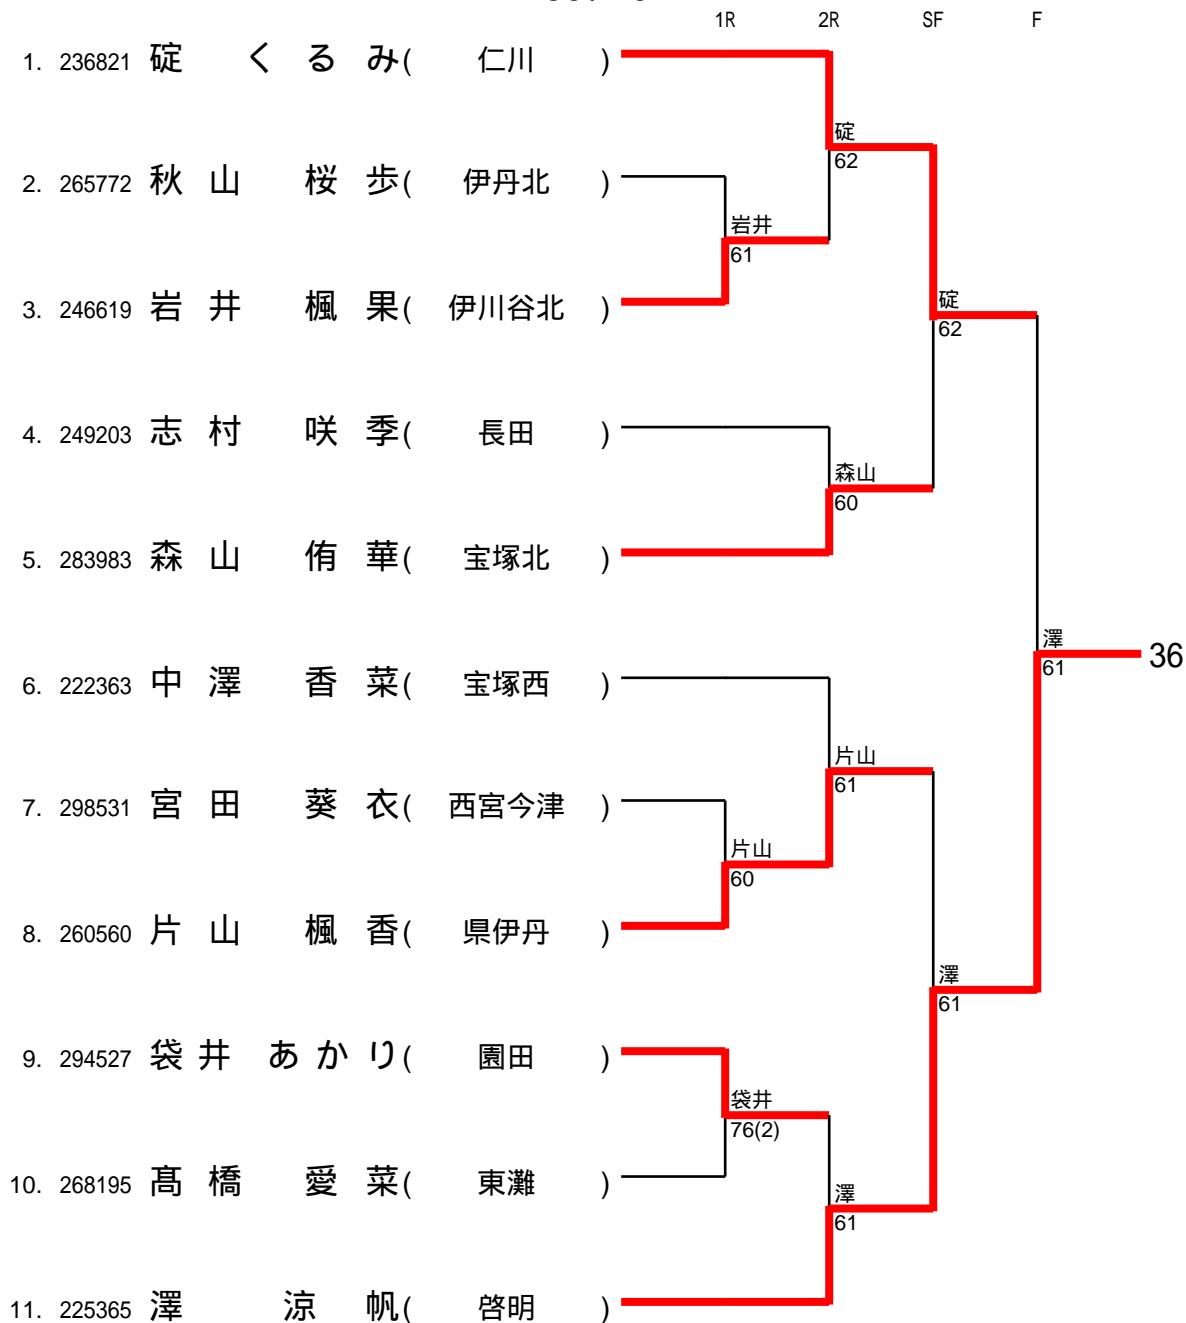 1R 2R SF F
1. 236821 碇 くるみ( 仁川 )
碇
62
2. 265772 秋山 桜歩( 伊丹北 )
岩井
61
3. 246619 岩井 楓果( 伊川谷北 )
碇
62
4. 249203 志村 咲季( 長田 )
森山
60
5. 283983 森山 侑華( 宝塚北 )
澤
61
36
6. 222363 中澤 香菜( 宝塚西 )
片山
61
7. 298531 宮田 葵衣( 西宮今津 )
片山
60
8. 260560 片山 楓香( 県伊丹 )
澤
61
9. 294527 袋井 あかり( 園田 )
袋井
76(2)
10. 268195 髙橋 愛菜( 東灘 )
澤
61
11. 225365 澤 涼帆( 啓明 )